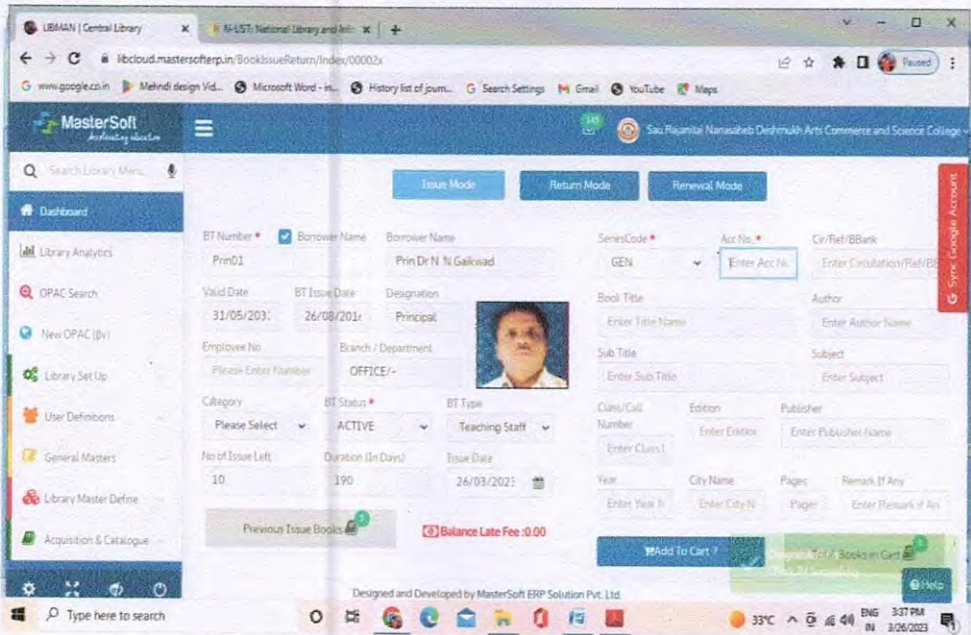 LIBMAN | Central Library
N-LIST: National Library and Info
libcloud.mastersofterp.in/BookIssueReturn/Index/00002x
Paused
www.google.co.in
Mehndi design Vid...
Microsoft Word - in...
History list of journ...
Search Settings
Gmail
YouTube
Maps
MasterSoft
145
Sau Rajanitai Nanasaheb Deshmukh Arts Commerce and Science College
Search Library Menu
Issue Mode
Return Mode
Renewal Mode
Sync Google Account
Dashboard
BT Number *
Borrower Name
Borrower Name
SeriesCode *
Acc No. *
Cir/Ref/BBank
Library Analytics
Prin01
Prin Dr N N Gaikwad
GEN
Enter Acc No
Enter Circulation/Ref/BB
OPAC Search
Valid Date
BT Issue Date
Designation
Book Title
Author
31/05/203
26/08/201
Principal
Enter Title Name
Enter Author Name
New OPAC (βv)
Employee No
Branch / Department
Sub Title
Subject
Please Enter Number
OFFICE/-
Enter Sub Title
Enter Subject
Library Set Up
Category
BT Status *
BT Type
Class/Call Number
Edition
Publisher
User Definitions
Please Select
ACTIVE
Teaching Staff
Enter Edition
Enter Publisher Name
General Masters
No of Issue Left
Duration (In Days)
Issue Date
Enter Class
10
190
26/03/2023
Year
City Name
Pages
Remark If Any
Library Master Define
Enter Year
Enter City N
Pages
Enter Remark if An
Previous Issue Books
5
Balance Late Fee :0.00
Acquisition & Catalogue
Add To Cart ?
Total Books in Cart
Help
Designed and Developed by MasterSoft ERP Solution Pvt. Ltd.
Type here to search
33°C
ENG
IN
3:37 PM
3/26/2023